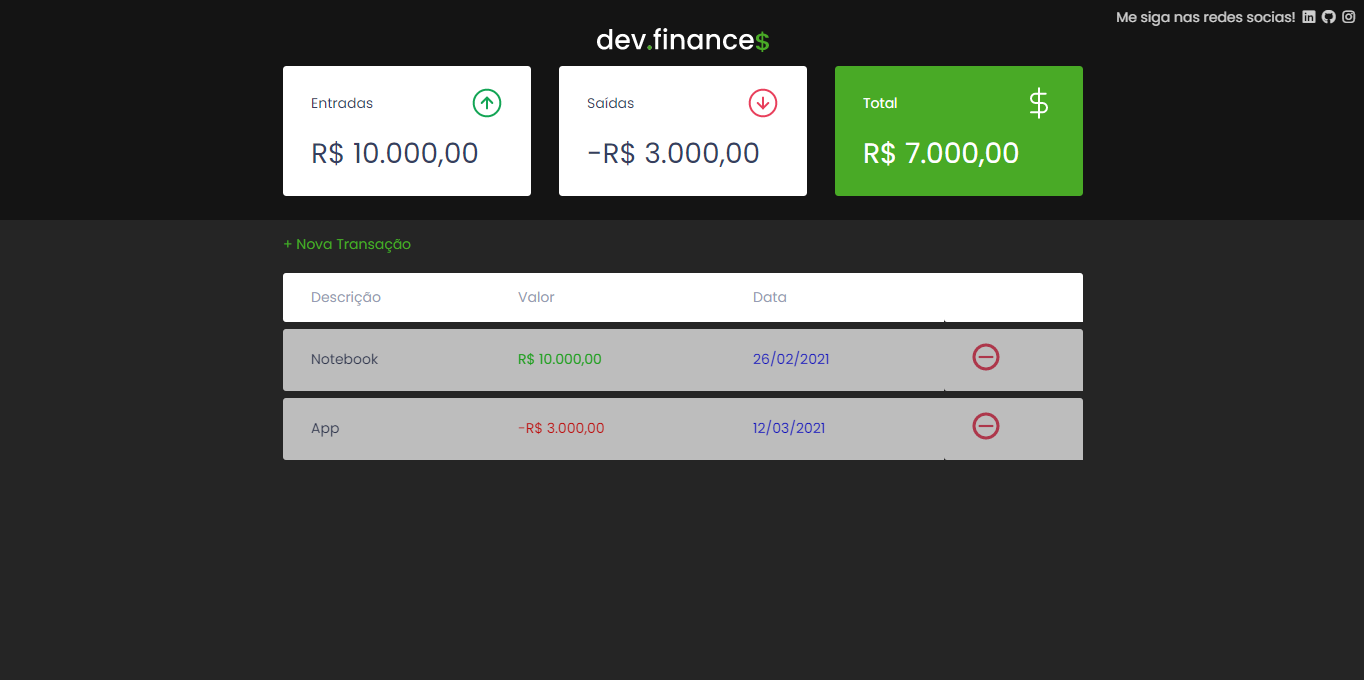 Me siga nas redes socias!
dev.finance$
Entradas
R$ 10.000,00
Saídas
-R$ 3.000,00
Total
$
R$ 7.000,00
+ Nova Transação
Descrição Valor Data
Notebook R$ 10.000,00 26/02/2021
App -R$ 3.000,00 12/03/2021